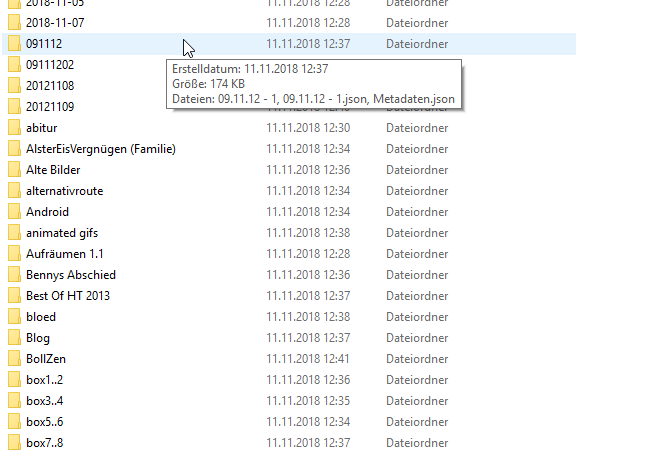 2018-11-05 11.11.2018 12:28 Dateiordner
2018-11-07 11.11.2018 12:28 Dateiordner
091112 11.11.2018 12:37 Dateiordner
09111202 Dateiordner
Erstelldatum: 11.11.2018 12:37
Größe: 174 KB
Dateien: 09.11.12 - 1, 09.11.12 - 1.json, Metadaten.json
20121108
20121109 Dateiordner
abitur 11.11.2018 12:30 Dateiordner
AlsterEisVergnügen (Familie) 11.11.2018 12:34 Dateiordner
Alte Bilder 11.11.2018 12:36 Dateiordner
alternativroute 11.11.2018 12:34 Dateiordner
Android 11.11.2018 12:34 Dateiordner
animated gifs 11.11.2018 12:38 Dateiordner
Aufräumen 1.1 11.11.2018 12:28 Dateiordner
Bennys Abschied 11.11.2018 12:36 Dateiordner
Best Of HT 2013 11.11.2018 12:37 Dateiordner
bloed 11.11.2018 12:38 Dateiordner
Blog 11.11.2018 12:37 Dateiordner
BollZen 11.11.2018 12:41 Dateiordner
box1..2 11.11.2018 12:36 Dateiordner
box3..4 11.11.2018 12:35 Dateiordner
box5..6 11.11.2018 12:34 Dateiordner
box7..8 11.11.2018 12:37 Dateiordner